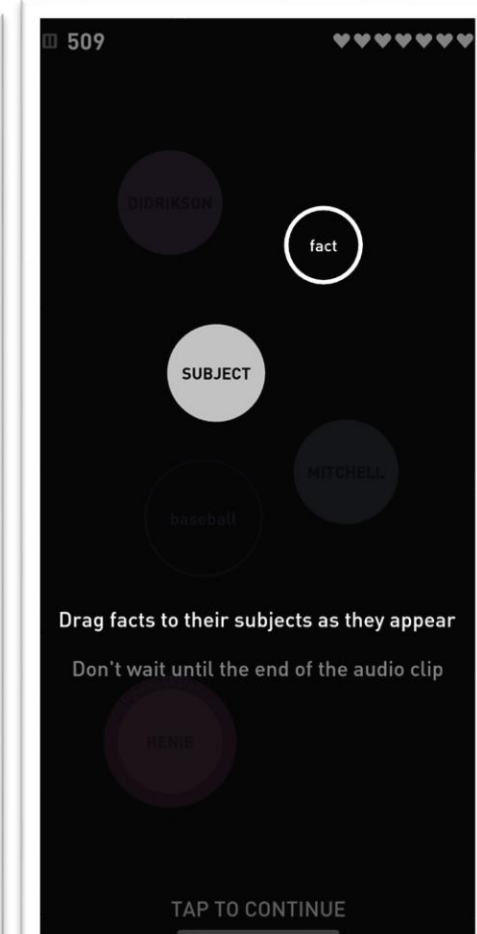 509
DIDRIKSON
fact
SUBJECT
MITCHELL
baseball
Drag facts to their subjects as they appear
Don't wait until the end of the audio clip
HENIE
TAP TO CONTINUE